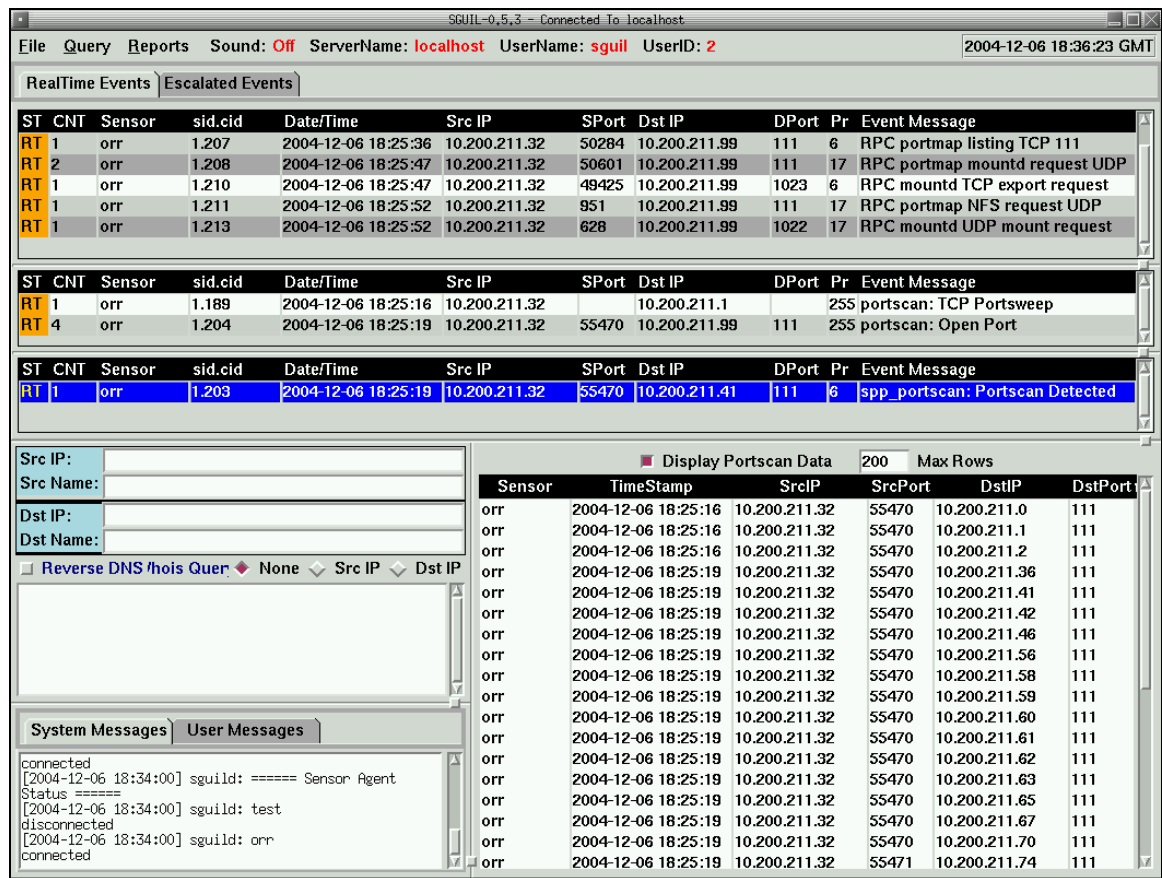 SGUIL-0.5.3 - Connected To localhost
File Query Reports Sound: Off ServerName: localhost UserName: sguil UserID: 2 2004-12-06 18:36:23 GMT
RealTime Events Escalated Events
ST CNT Sensor sid.cid Date/Time Src IP SPort Dst IP DPort Pr Event Message
RT 1 orr 1.207 2004-12-06 18:25:36 10.200.211.32 50284 10.200.211.99 111 6 RPC portmap listing TCP 111
RT 2 orr 1.208 2004-12-06 18:25:47 10.200.211.32 50601 10.200.211.99 111 17 RPC portmap mountd request UDP
RT 1 orr 1.210 2004-12-06 18:25:47 10.200.211.32 49425 10.200.211.99 1023 6 RPC mountd TCP export request
RT 1 orr 1.211 2004-12-06 18:25:52 10.200.211.32 951 10.200.211.99 111 17 RPC portmap NFS request UDP
RT 1 orr 1.213 2004-12-06 18:25:52 10.200.211.32 628 10.200.211.99 1022 17 RPC mountd UDP mount request
ST CNT Sensor sid.cid Date/Time Src IP SPort Dst IP DPort Pr Event Message
RT 1 orr 1.189 2004-12-06 18:25:16 10.200.211.32 10.200.211.1 255 portscan: TCP Portsweep
RT 4 orr 1.204 2004-12-06 18:25:19 10.200.211.32 55470 10.200.211.99 111 255 portscan: Open Port
ST CNT Sensor sid.cid Date/Time Src IP SPort Dst IP DPort Pr Event Message
RT 1 orr 1.203 2004-12-06 18:25:19 10.200.211.32 55470 10.200.211.41 111 6 spp_portscan: Portscan Detected
Src IP:
Src Name:
Dst IP:
Dst Name:
Reverse DNS /hois Quer None Src IP Dst IP
System Messages User Messages
connected
[2004-12-06 18:34:00] sguild: ====== Sensor Agent
Status ======
[2004-12-06 18:34:00] sguild: test
disconnected
[2004-12-06 18:34:00] sguild: orr
connected
Display Portscan Data 200 Max Rows
Sensor TimeStamp SrcIP SrcPort DstIP DstPort
orr 2004-12-06 18:25:16 10.200.211.32 55470 10.200.211.0 111
orr 2004-12-06 18:25:16 10.200.211.32 55470 10.200.211.1 111
orr 2004-12-06 18:25:16 10.200.211.32 55470 10.200.211.2 111
orr 2004-12-06 18:25:19 10.200.211.32 55470 10.200.211.36 111
orr 2004-12-06 18:25:19 10.200.211.32 55470 10.200.211.41 111
orr 2004-12-06 18:25:19 10.200.211.32 55470 10.200.211.42 111
orr 2004-12-06 18:25:19 10.200.211.32 55470 10.200.211.46 111
orr 2004-12-06 18:25:19 10.200.211.32 55470 10.200.211.56 111
orr 2004-12-06 18:25:19 10.200.211.32 55470 10.200.211.58 111
orr 2004-12-06 18:25:19 10.200.211.32 55470 10.200.211.59 111
orr 2004-12-06 18:25:19 10.200.211.32 55470 10.200.211.60 111
orr 2004-12-06 18:25:19 10.200.211.32 55470 10.200.211.61 111
orr 2004-12-06 18:25:19 10.200.211.32 55470 10.200.211.62 111
orr 2004-12-06 18:25:19 10.200.211.32 55470 10.200.211.63 111
orr 2004-12-06 18:25:19 10.200.211.32 55470 10.200.211.65 111
orr 2004-12-06 18:25:19 10.200.211.32 55470 10.200.211.67 111
orr 2004-12-06 18:25:19 10.200.211.32 55470 10.200.211.70 111
orr 2004-12-06 18:25:19 10.200.211.32 55471 10.200.211.74 111